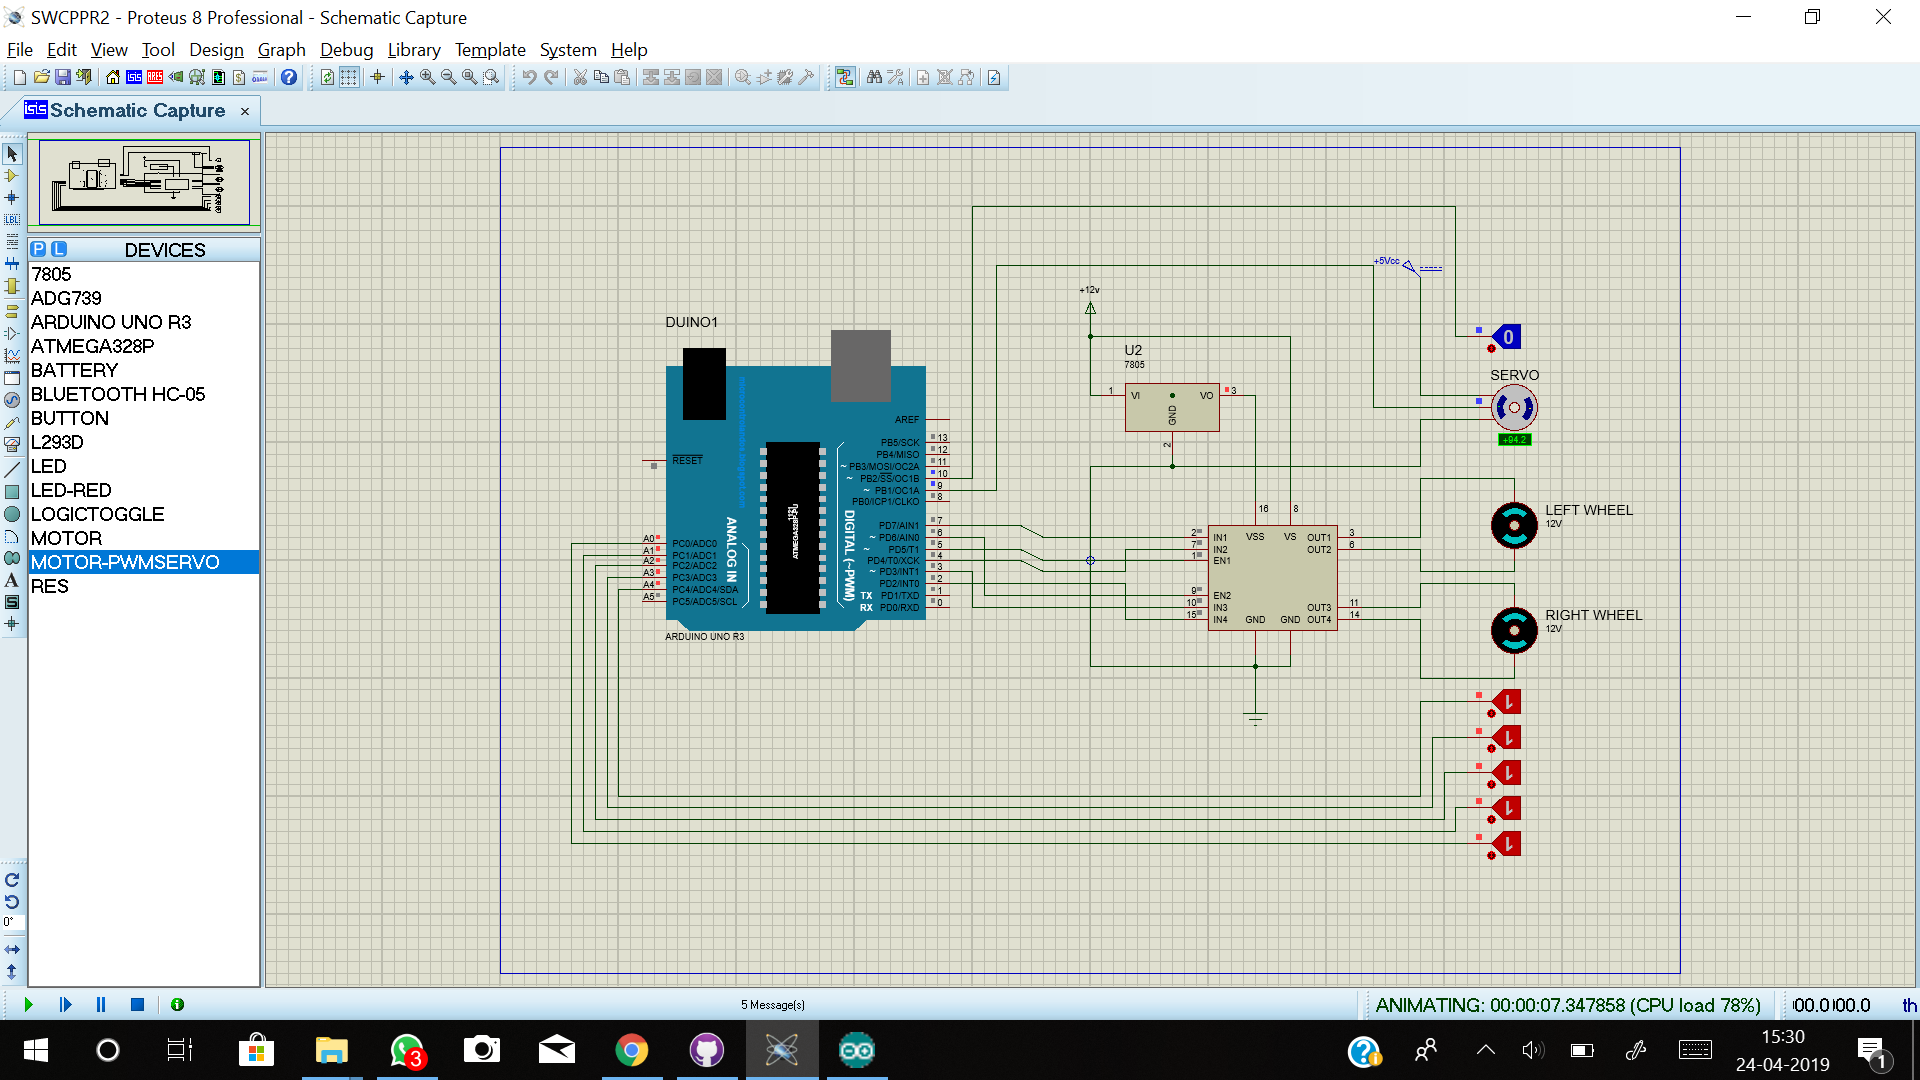 SWCPPR2 - Proteus 8 Professional - Schematic Capture
File Edit View Tool Design Graph Debug Library Template System Help
isis Schematic Capture
P L DEVICES
7805
ADG739
ARDUINO UNO R3
ATMEGA328P
BATTERY
BLUETOOTH HC-05
BUTTON
L293D
LED
LED-RED
LOGICTOGGLE
MOTOR
MOTOR-PWMSERVO
RES
LBL
A
S
0°
DUINO1
RESET
AREF
PB5/SCK 13
PB4/MISO 12
~ PB3/MOSI/OC2A 11
~ PB2/SS/OC1B 10
~ PB1/OC1A 9
PB0/ICP1/CLKO 8
PD7/AIN1 7
~ PD6/AIN0 6
~ PD5/T1 5
PD4/T0/XCK 4
~ PD3/INT1 3
PD2/INT0 2
TX PD1/TXD 1
RX PD0/RXD 0
DIGITAL (~PWM)
ANALOG IN
ATMEGA328P-PU
A0 PC0/ADC0
A1 PC1/ADC1
A2 PC2/ADC2
A3 PC3/ADC3
A4 PC4/ADC4/SDA
A5 PC5/ADC5/SCL
ARDUINO UNO R3
+12v
U2
7805
1 VI VO 3
GND
2
+5Vcc
0
SERVO
+94.2
16 8
2 IN1 VSS VS OUT1 3
7 IN2 OUT2 6
1 EN1
9 EN2
10 IN3 OUT3 11
15 IN4 GND GND OUT4 14
LEFT WHEEL
12V
RIGHT WHEEL
12V
1
1
1
1
1
5 Message(s)
ANIMATING: 00:00:07.347858 (CPU load 78%)
th
3
15:30
24-04-2019
1